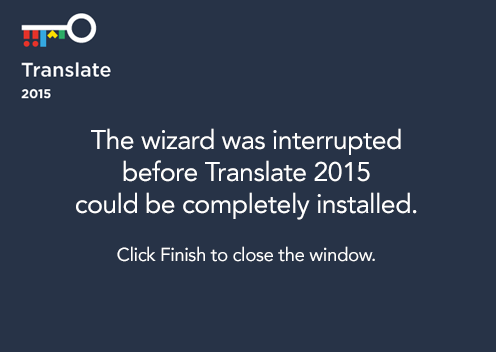 Translate
2015
The wizard was interrupted
before Translate 2015
could be completely installed.
Click Finish to close the window.